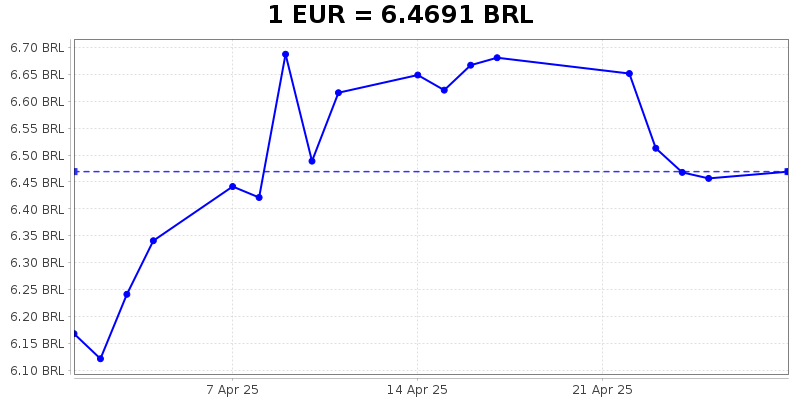 1 EUR = 6.4691 BRL
6.70 BRL
6.65 BRL
6.60 BRL
6.55 BRL
6.50 BRL
6.45 BRL
6.40 BRL
6.35 BRL
6.30 BRL
6.25 BRL
6.20 BRL
6.15 BRL
6.10 BRL
7 Apr 25
14 Apr 25
21 Apr 25